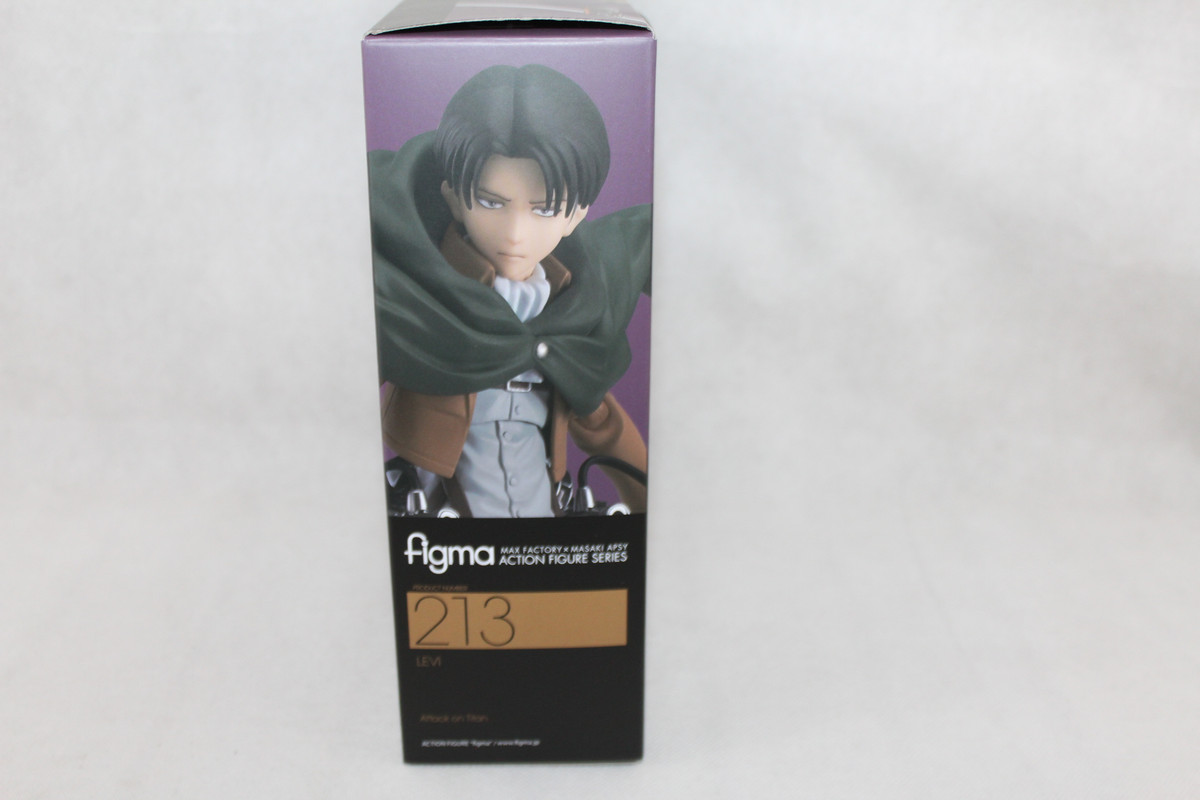 figma
MAX FACTORY × MASAKI APSY
ACTION FIGURE SERIES
PRODUCT NUMBER
213
LEVI
Attack on Titan
ACTION FIGURE "figma" / www.figma.jp